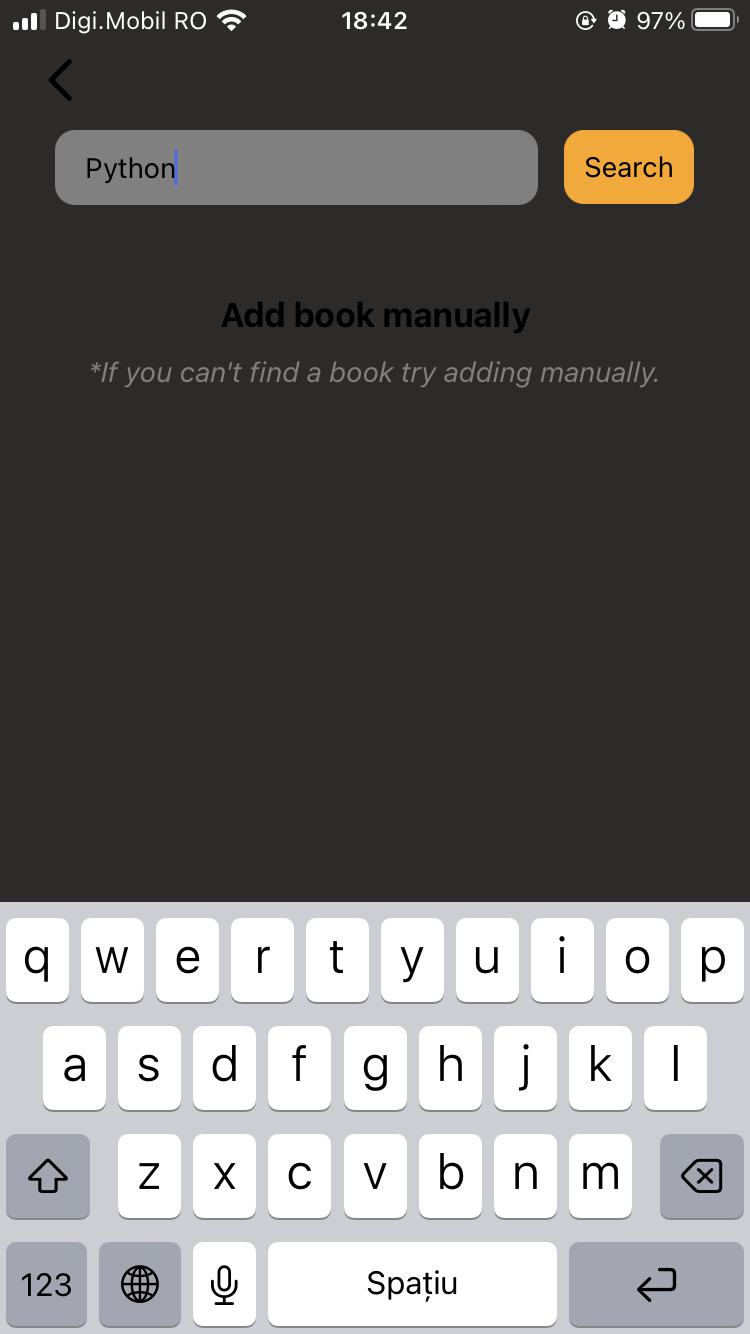 Digi.Mobil RO 18:42 97%
Python Search
Add book manually
*If you can't find a book try adding manually.
q w e r t y u i o p
a s d f g h j k l
z x c v b n m
123 Spațiu